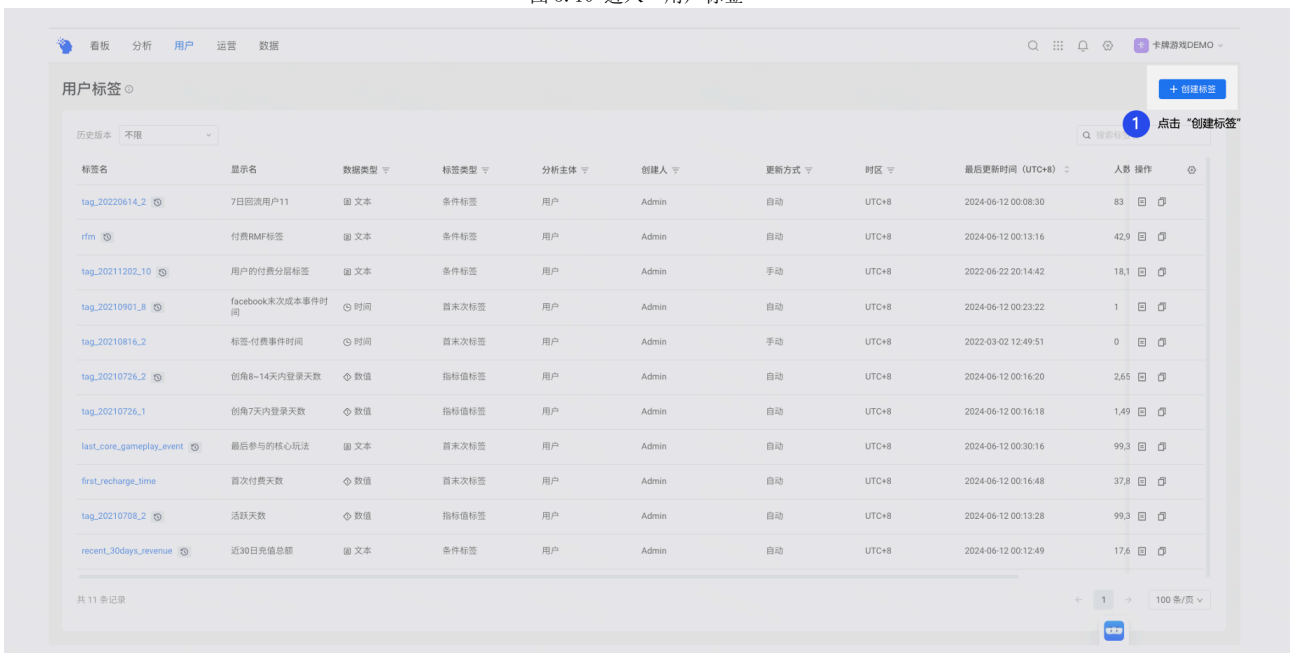 看板 分析 用户 运营 数据 卡 卡牌游戏DEMO
用户标签
+ 创建标签
1 点击“创建标签”
历史版本 不限
标签名 显示名 数据类型 标签类型 分析主体 创建人 更新方式 时区 最后更新时间（UTC+8） 人数 操作
tag_20220614_2 7日回流用户11 文本 条件标签 用户 Admin 自动 UTC+8 2024-06-12 00:08:30 83
rfm 付费RMF标签 文本 条件标签 用户 Admin 自动 UTC+8 2024-06-12 00:13:16 42,9
tag_20211202_10 用户的付费分层标签 文本 条件标签 用户 Admin 手动 UTC+8 2022-06-22 20:14:42 18,1
tag_20210901_8 facebook末次成本事件时间 时间 首末次标签 用户 Admin 自动 UTC+8 2024-06-12 00:23:22 1
tag_20210816_2 标签-付费事件时间 时间 首末次标签 用户 Admin 手动 UTC+8 2022-03-02 12:49:51 0
tag_20210726_2 创角8~14天内登录天数 数值 指标值标签 用户 Admin 自动 UTC+8 2024-06-12 00:16:20 2,65
tag_20210726_1 创角7天内登录天数 数值 指标值标签 用户 Admin 自动 UTC+8 2024-06-12 00:16:18 1,49
last_core_gameplay_event 最后参与的核心玩法 文本 首末次标签 用户 Admin 自动 UTC+8 2024-06-12 00:30:16 99,3
first_recharge_time 首次付费天数 数值 首末次标签 用户 Admin 自动 UTC+8 2024-06-12 00:16:48 37,8
tag_20210708_2 活跃天数 数值 指标值标签 用户 Admin 自动 UTC+8 2024-06-12 00:13:28 99,3
recent_30days_revenue 近30日充值总额 文本 条件标签 用户 Admin 自动 UTC+8 2024-06-12 00:12:49 17,6
共 11 条记录 1 100 条/页